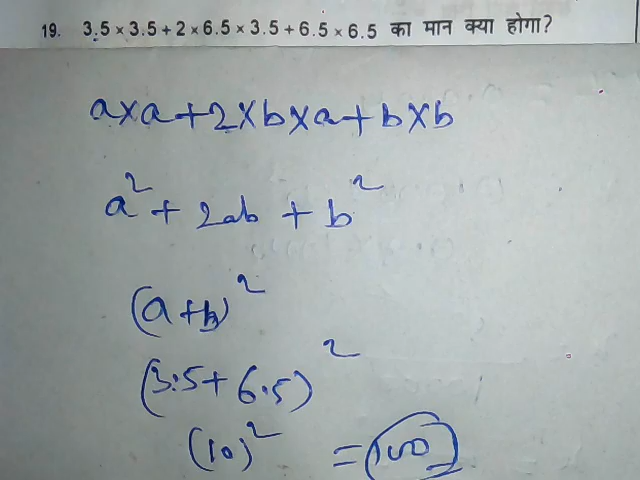 19. 3.5 × 3.5 + 2 × 6.5 × 3.5 + 6.5 × 6.5 का मान क्या होगा?
a×a+2×b×a+b×b
a² + 2ab + b²
(a+b)²
(3.5+6.5)²
(10)² = 100